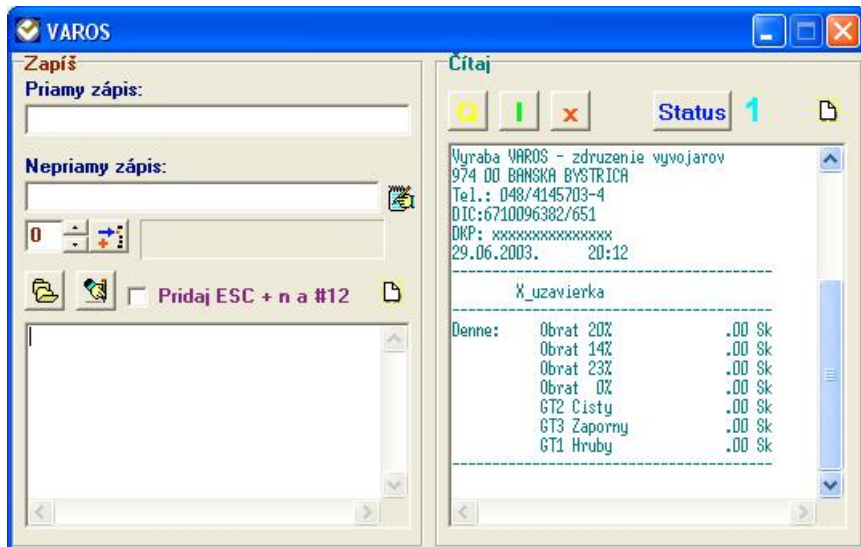 VAROS
Zapíš
Priamy zápis:
Nepriamy zápis:
0
Pridaj ESC + n a #12
Čítaj
Q I x Status 1
Vyraba VAROS - zdruzenie vyvojarov
974 00 BANSKA BYSTRICA
Tel.: 048/4145703-4
DIC:6710096382/651
DKP: xxxxxxxxxxxxxxx
29.06.2003. 20:12
----------------------------------------
X_uzavierka
----------------------------------------
Denne: Obrat 20% .00 Sk
Obrat 14% .00 Sk
Obrat 23% .00 Sk
Obrat 0% .00 Sk
GT2 Cisty .00 Sk
GT3 Zaporny .00 Sk
GT1 Hruby .00 Sk
----------------------------------------